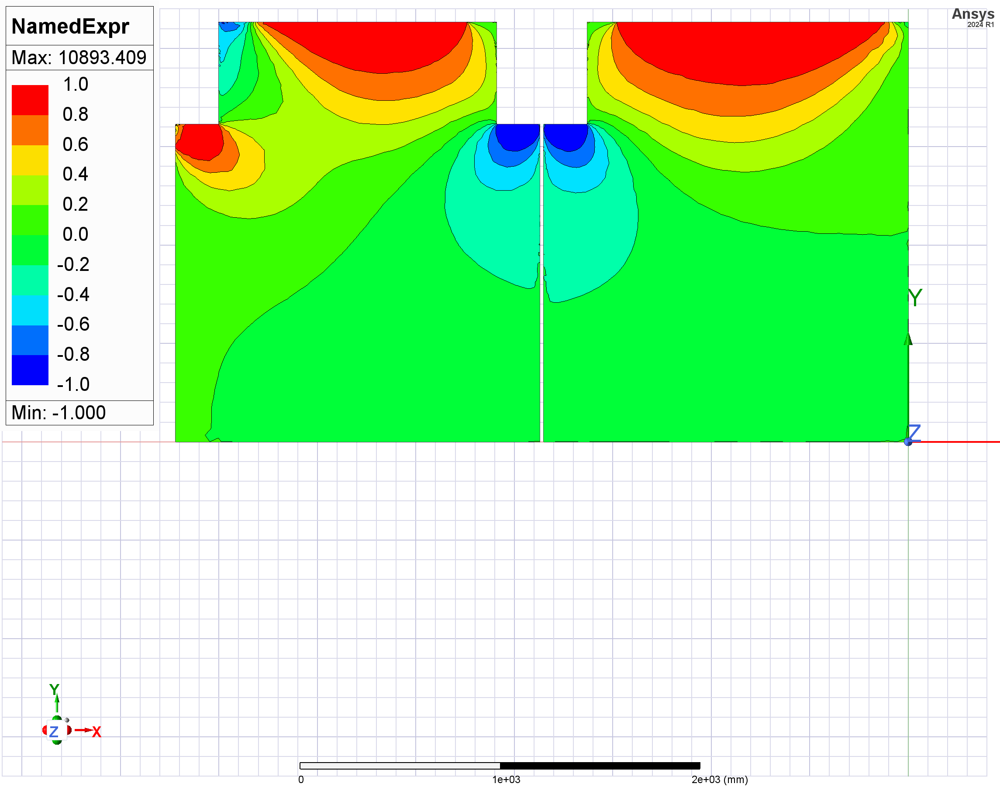 NamedExpr
Max: 10893.409
1.0
0.8
0.6
0.4
0.2
0.0
-0.2
-0.4
-0.6
-0.8
-1.0
Min: -1.000
Ansys
2024 R1
Y
Z
Y
Z X
0 1e+03 2e+03 (mm)